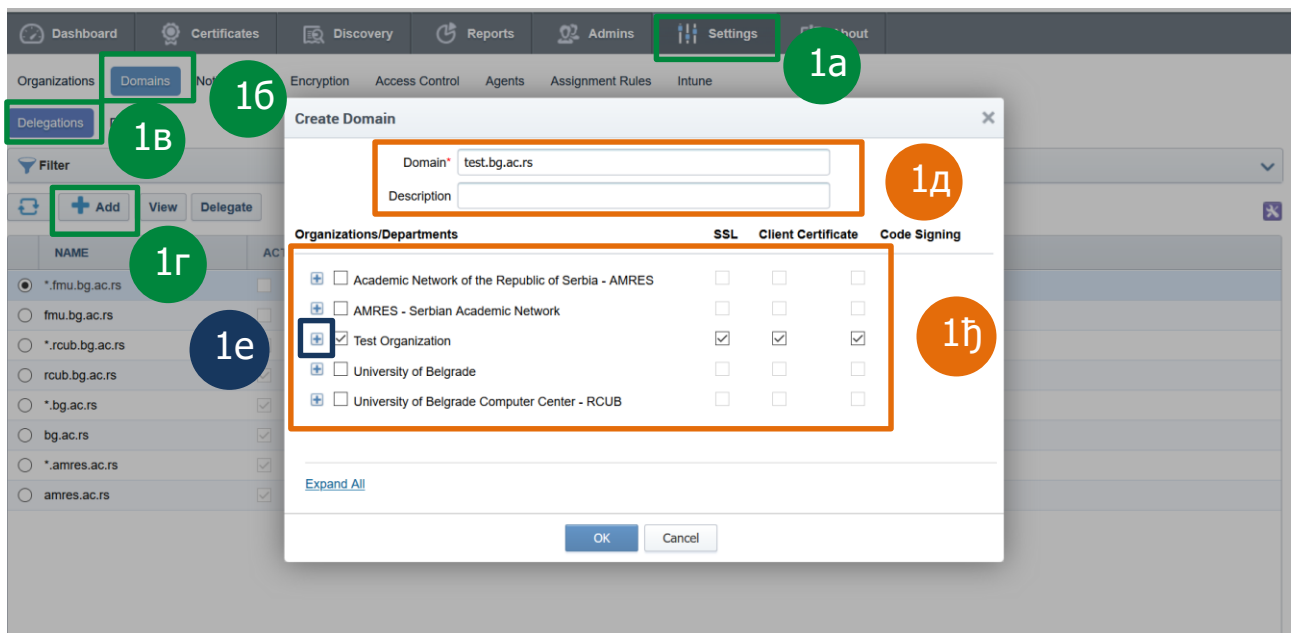 Dashboard Certificates Discovery Reports Admins Settings About
1а
Organizations Domains Encryption Access Control Agents Assignment Rules Intune
1б
Delegations
1в
Create Domain
Filter
Domain* test.bg.ac.rs
Description
1д
Add View Delegate
1г
Organizations/Departments SSL Client Certificate Code Signing
NAME
*.fmu.bg.ac.rs
Academic Network of the Republic of Serbia - AMRES
fmu.bg.ac.rs
AMRES - Serbian Academic Network
1е
*.rcub.bg.ac.rs
Test Organization
1ђ
rcub.bg.ac.rs
University of Belgrade
*.bg.ac.rs
University of Belgrade Computer Center - RCUB
bg.ac.rs
*.amres.ac.rs
amres.ac.rs
Expand All
OK Cancel